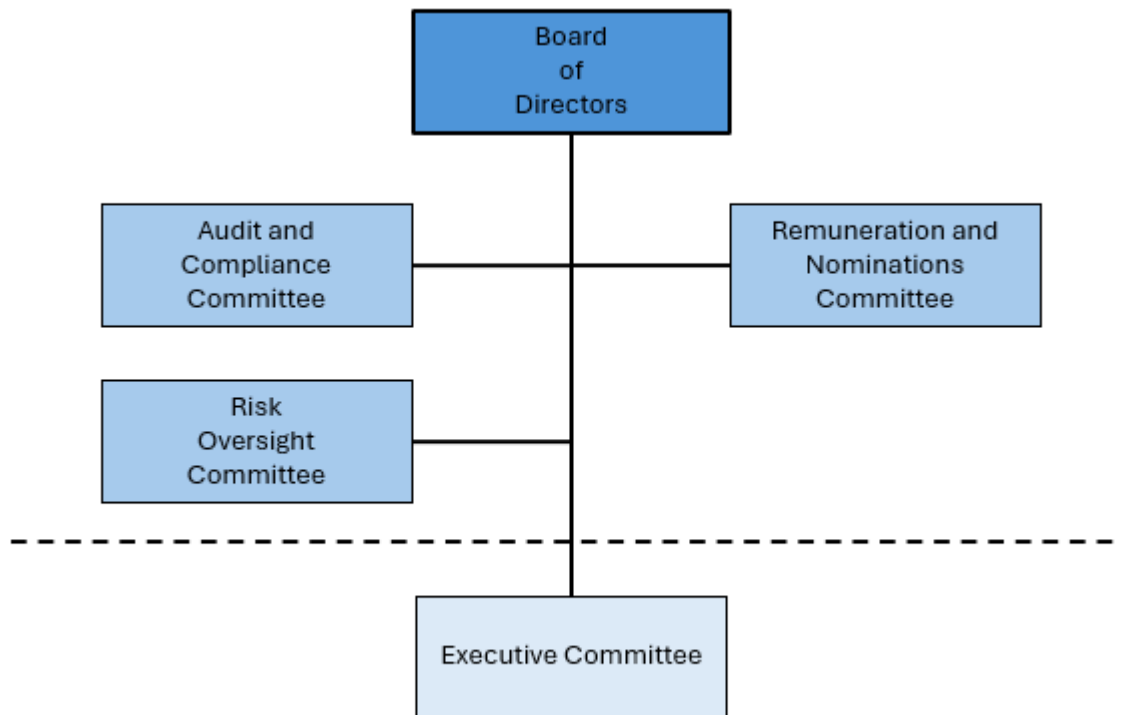 Board
of
Directors
Audit and
Compliance
Committee
Remuneration and
Nominations
Committee
Risk
Oversight
Committee
Executive Committee